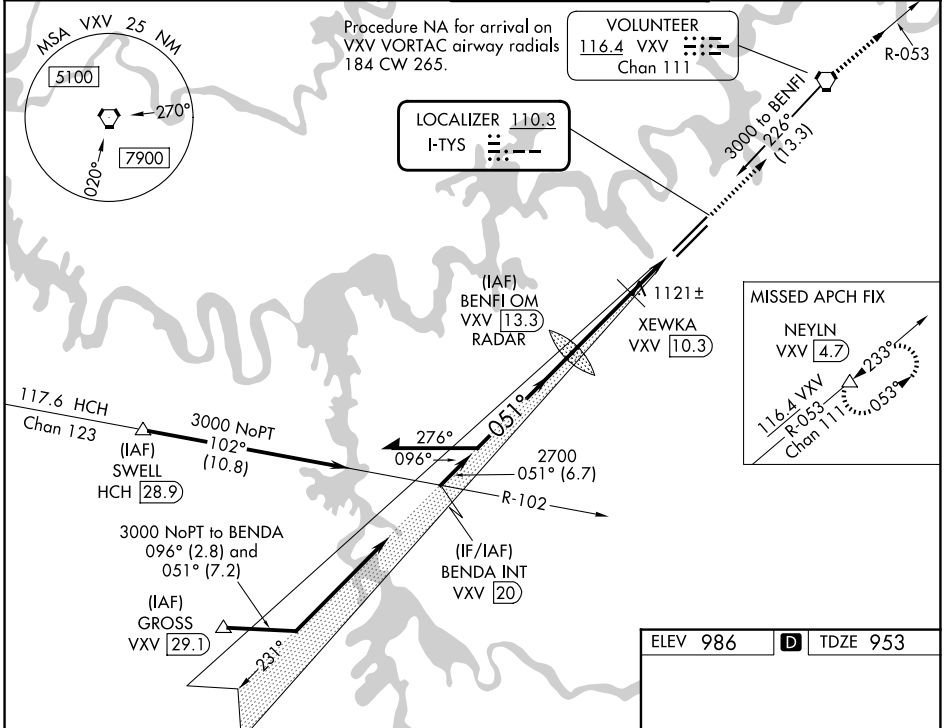 MSA VXV 25 NM
5100
270°
020°
7900
Procedure NA for arrival on
VXV VORTAC airway radials
184 CW 265.
VOLUNTEER
116.4 VXV
Chan 111
R-053
LOCALIZER 110.3
I-TYS
3000 to BENFI
226°
(13.3)
(IAF)
BENFI OM
VXV 13.3
RADAR
1121±
XEWKA
VXV 10.3
MISSED APCH FIX
NEYLN
VXV 4.7
233°
053°
116.4 VXV
R-053
Chan 111
117.6 HCH
Chan 123
3000 NoPT
102°
(10.8)
(IAF)
SWELL
HCH 28.9
051°
276°
096°
2700
051° (6.7)
R-102
3000 NoPT to BENDA
096° (2.8) and
051° (7.2)
(IF/IAF)
BENDA INT
VXV 20
(IAF)
GROSS
VXV 29.1
231°
ELEV 986 D TDZE 953